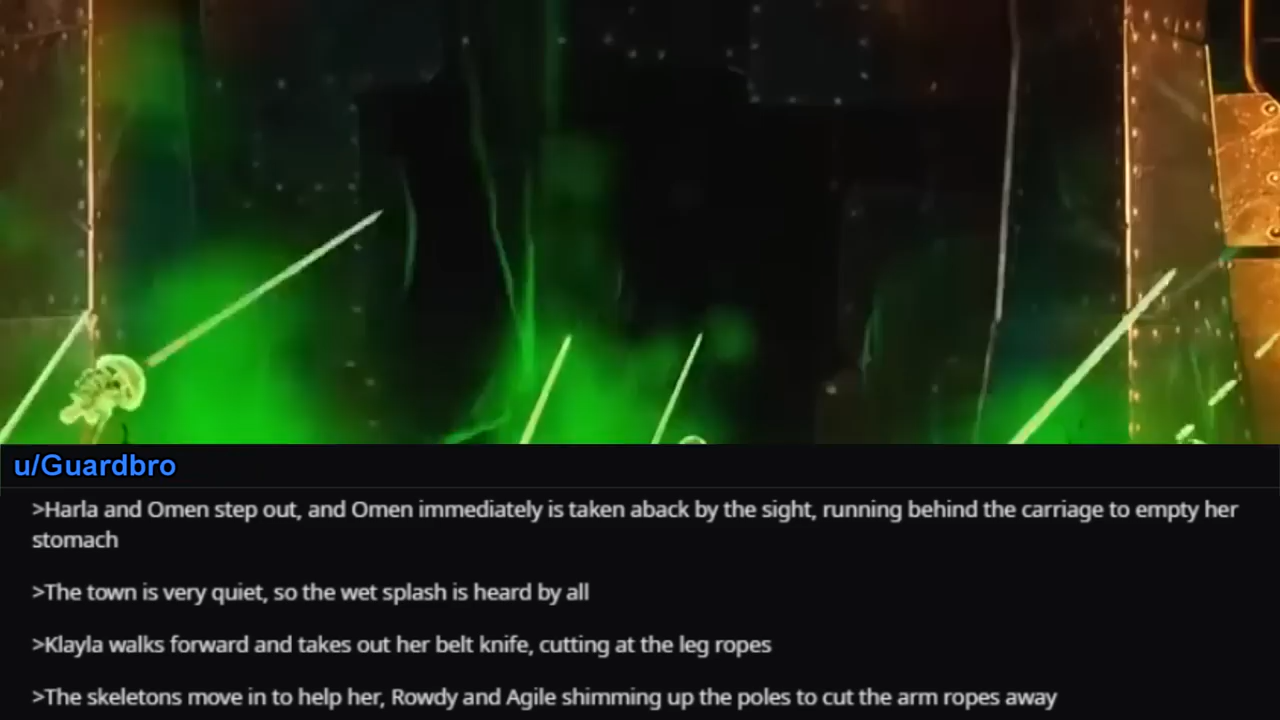 u/Guardbro
>Harla and Omen step out, and Omen immediately is taken aback by the sight, running behind the carriage to empty her
stomach
>The town is very quiet, so the wet splash is heard by all
>Klayla walks forward and takes out her belt knife, cutting at the leg ropes
>The skeletons move in to help her, Rowdy and Agile shimming up the poles to cut the arm ropes away